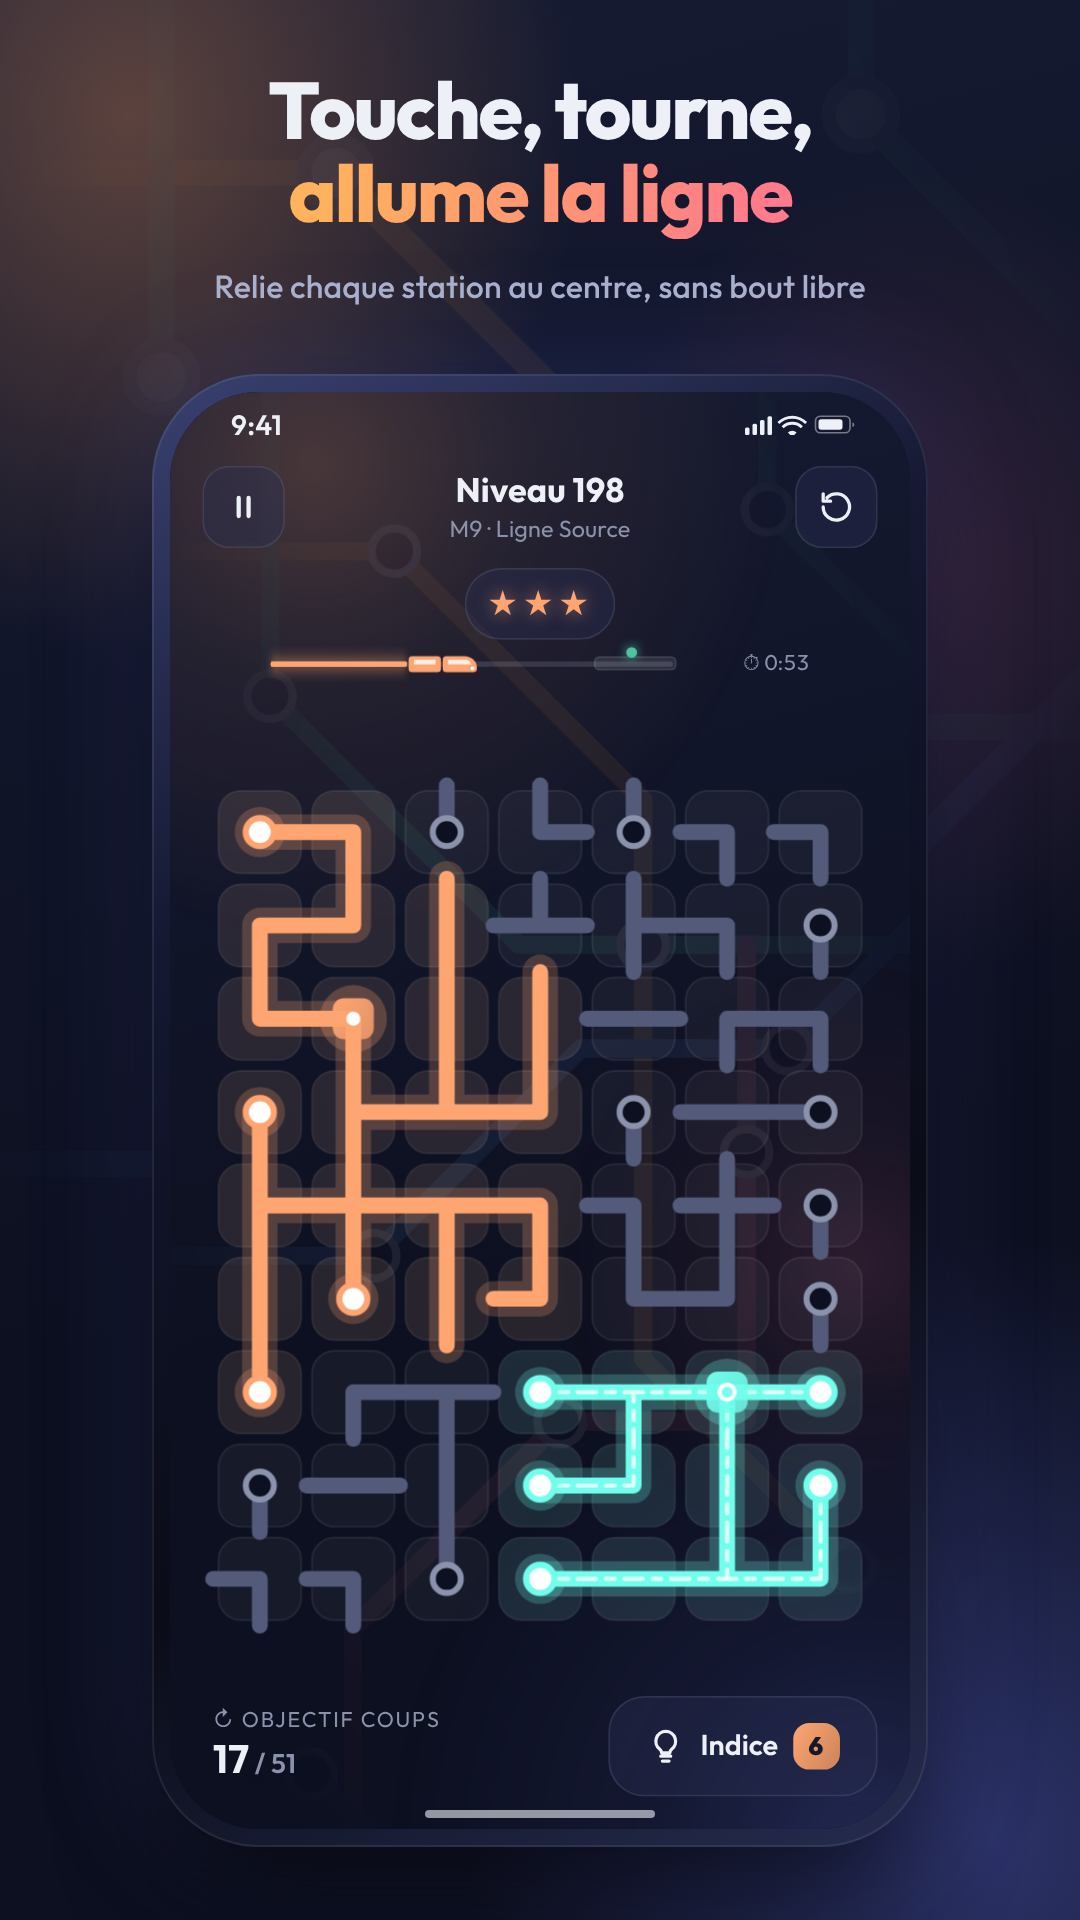 Touche, tourne,
allume la ligne
Relie chaque station au centre, sans bout libre
9:41
Niveau 198
M9 · Ligne Source
0:53
OBJECTIF COUPS
17 / 51
Indice 6